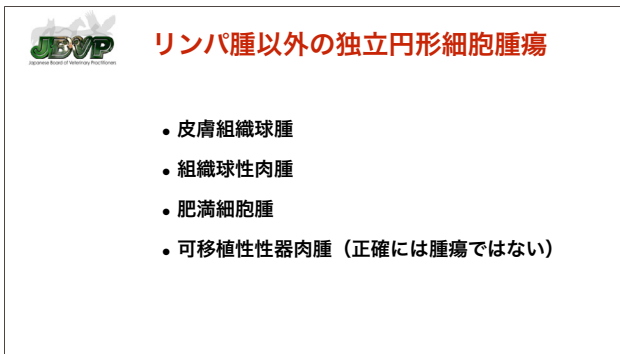 JBVP
Japanese Board of Veterinary Practitioners
リンパ腫以外の独立円形細胞腫瘍
• 皮膚組織球腫
• 組織球性肉腫
• 肥満細胞腫
• 可移植性性器肉腫（正確には腫瘍ではない）